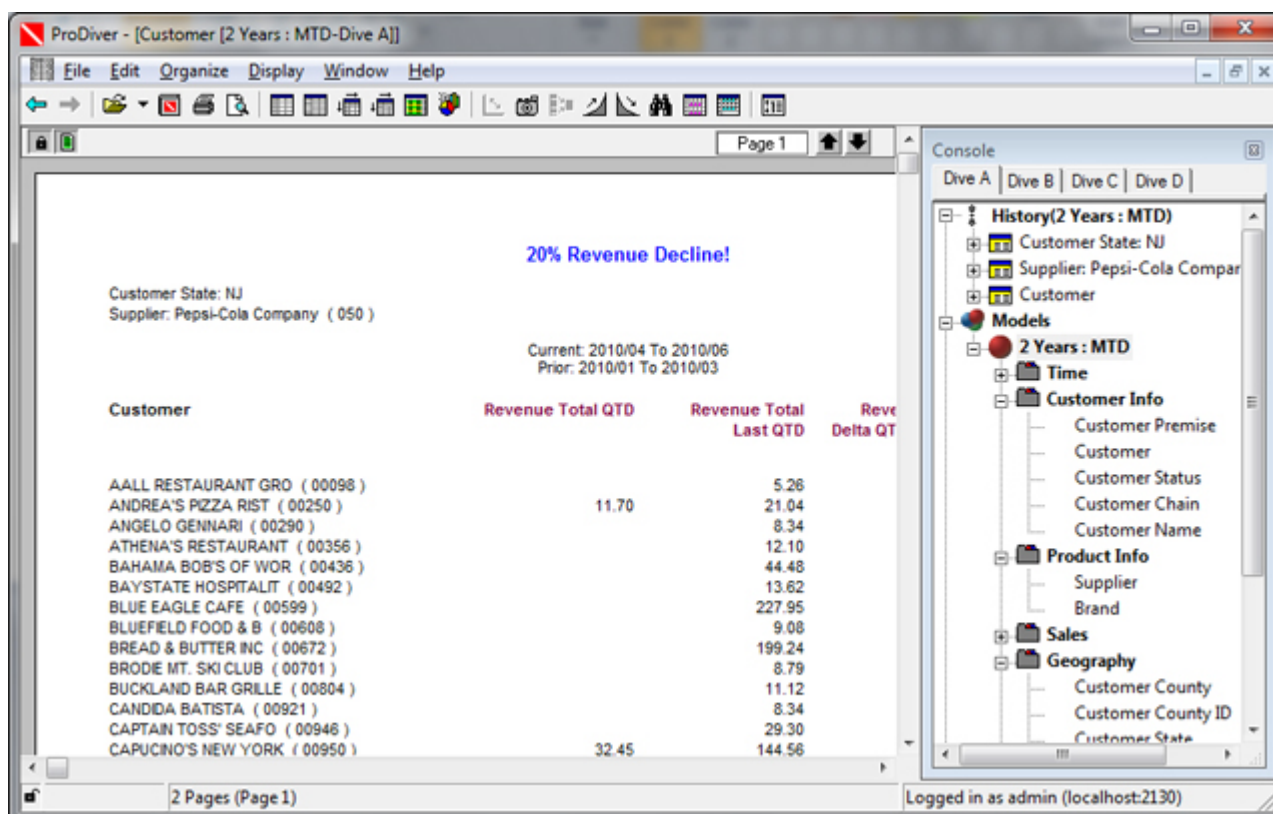 ProDiver - [Customer [2 Years : MTD-Dive A]]
File Edit Organize Display Window Help
Page 1
20% Revenue Decline!
Customer State: NJ
Supplier: Pepsi-Cola Company ( 050 )
Current: 2010/04 To 2010/06
Prior: 2010/01 To 2010/03
Customer Revenue Total QTD Revenue Total Reve
Last QTD Delta QT
AALL RESTAURANT GRO ( 00098 ) 5.26
ANDREA'S PIZZA RIST ( 00250 ) 11.70 21.04
ANGELO GENNARI ( 00290 ) 8.34
ATHENA'S RESTAURANT ( 00356 ) 12.10
BAHAMA BOB'S OF WOR ( 00436 ) 44.48
BAYSTATE HOSPITALIT ( 00492 ) 13.62
BLUE EAGLE CAFE ( 00599 ) 227.95
BLUEFIELD FOOD & B ( 00608 ) 9.08
BREAD & BUTTER INC ( 00672 ) 199.24
BRODIE MT. SKI CLUB ( 00701 ) 8.79
BUCKLAND BAR GRILLE ( 00804 ) 11.12
CANDIDA BATISTA ( 00921 ) 8.34
CAPTAIN TOSS' SEAFO ( 00946 ) 29.30
CAPUCINO'S NEW YORK ( 00950 ) 32.45 144.56
Console
Dive A Dive B Dive C Dive D
History(2 Years : MTD)
Customer State: NJ
Supplier: Pepsi-Cola Compar
Customer
Models
2 Years : MTD
Time
Customer Info
Customer Premise
Customer
Customer Status
Customer Chain
Customer Name
Product Info
Supplier
Brand
Sales
Geography
Customer County
Customer County ID
Customer State
2 Pages (Page 1)
Logged in as admin (localhost:2130)